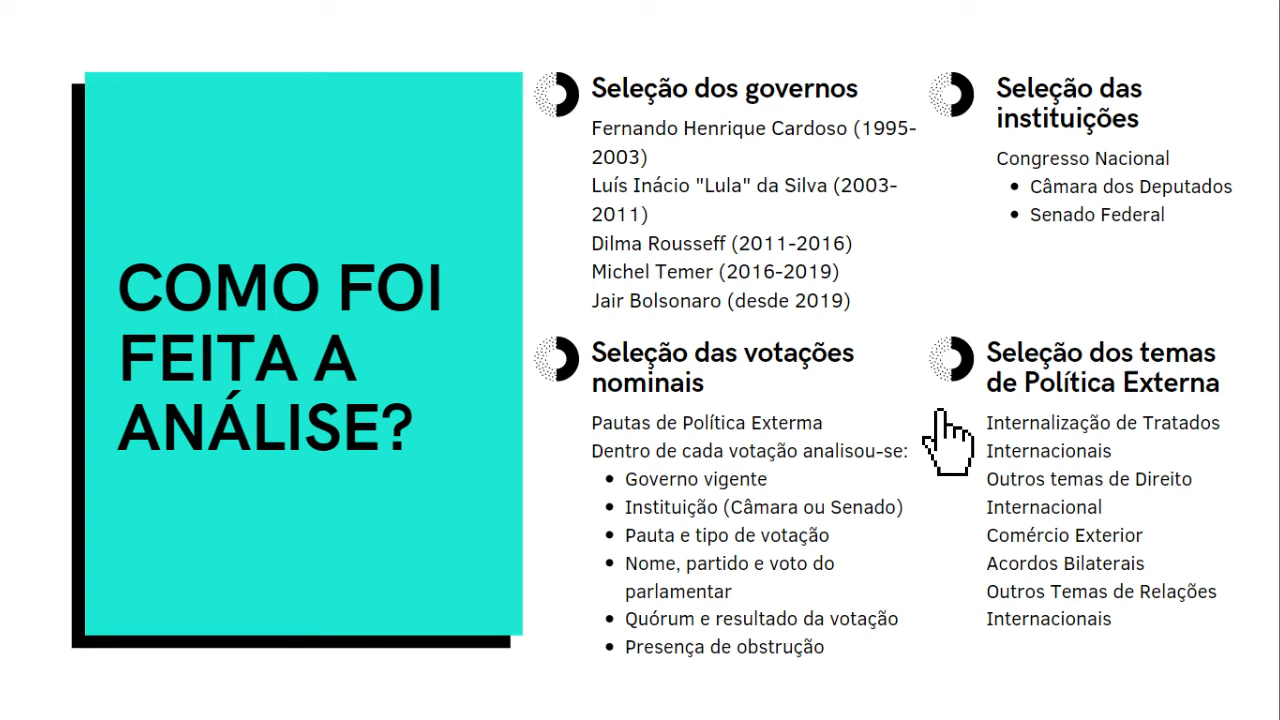 COMO FOI
FEITA A
ANÁLISE?
Seleção dos governos
Fernando Henrique Cardoso (1995-
2003)
Luís Inácio "Lula" da Silva (2003-
2011)
Dilma Rousseff (2011-2016)
Michel Temer (2016-2019)
Jair Bolsonaro (desde 2019)
Seleção das
instituições
Congresso Nacional
• Câmara dos Deputados
• Senado Federal
Seleção das votações
nominais
Pautas de Política Exterma
Dentro de cada votação analisou-se:
• Governo vigente
• Instituição (Câmara ou Senado)
• Pauta e tipo de votação
• Nome, partido e voto do
parlamentar
• Quórum e resultado da votação
• Presença de obstrução
Seleção dos temas
de Política Externa
Internalização de Tratados
Internacionais
Outros temas de Direito
Internacional
Comércio Exterior
Acordos Bilaterais
Outros Temas de Relações
Internacionais